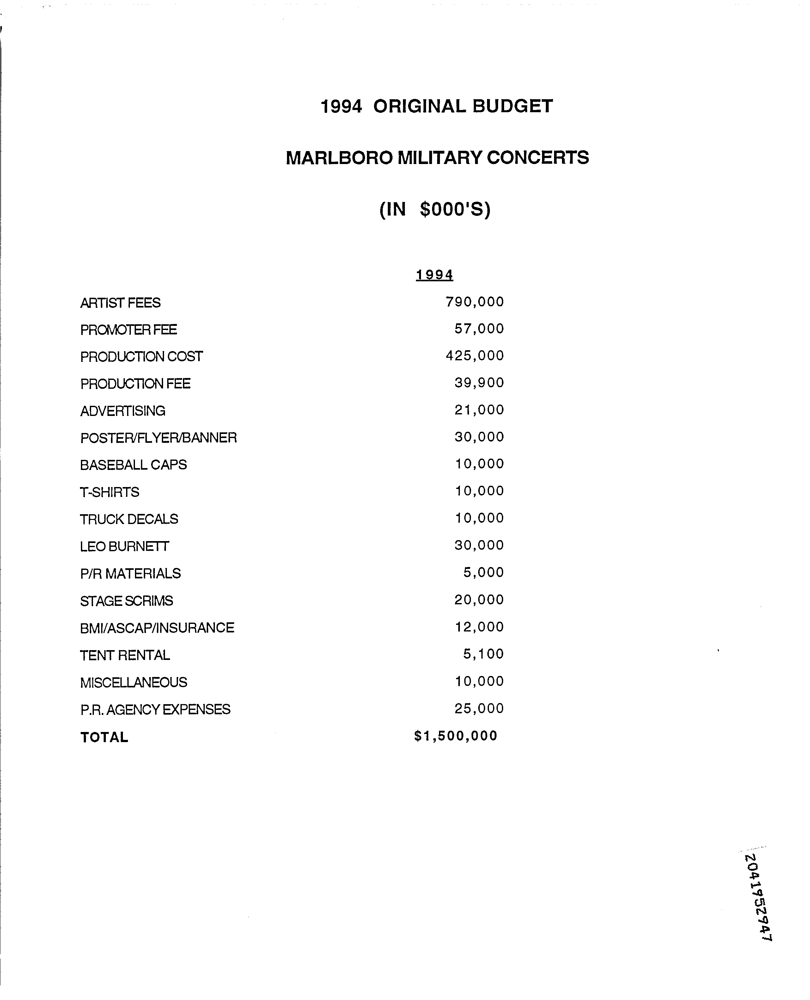 1994 ORIGINAL BUDGET
MARLBORO MILITARY CONCERTS
(IN $000'S)
1994
ARTIST FEES 790,000
PROMOTER FEE 57,000
PRODUCTION COST 425,000
PRODUCTION FEE 39,900
ADVERTISING 21,000
POSTER/FLYER/BANNER 30,000
BASEBALL CAPS 10,000
T-SHIRTS 10,000
TRUCK DECALS 10,000
LEO BURNETT 30,000
P/R MATERIALS 5,000
STAGE SCRIMS 20,000
BMI/ASCAP/INSURANCE 12,000
TENT RENTAL 5,100
MISCELLANEOUS 10,000
P.R. AGENCY EXPENSES 25,000
TOTAL $1,500,000
2041952947